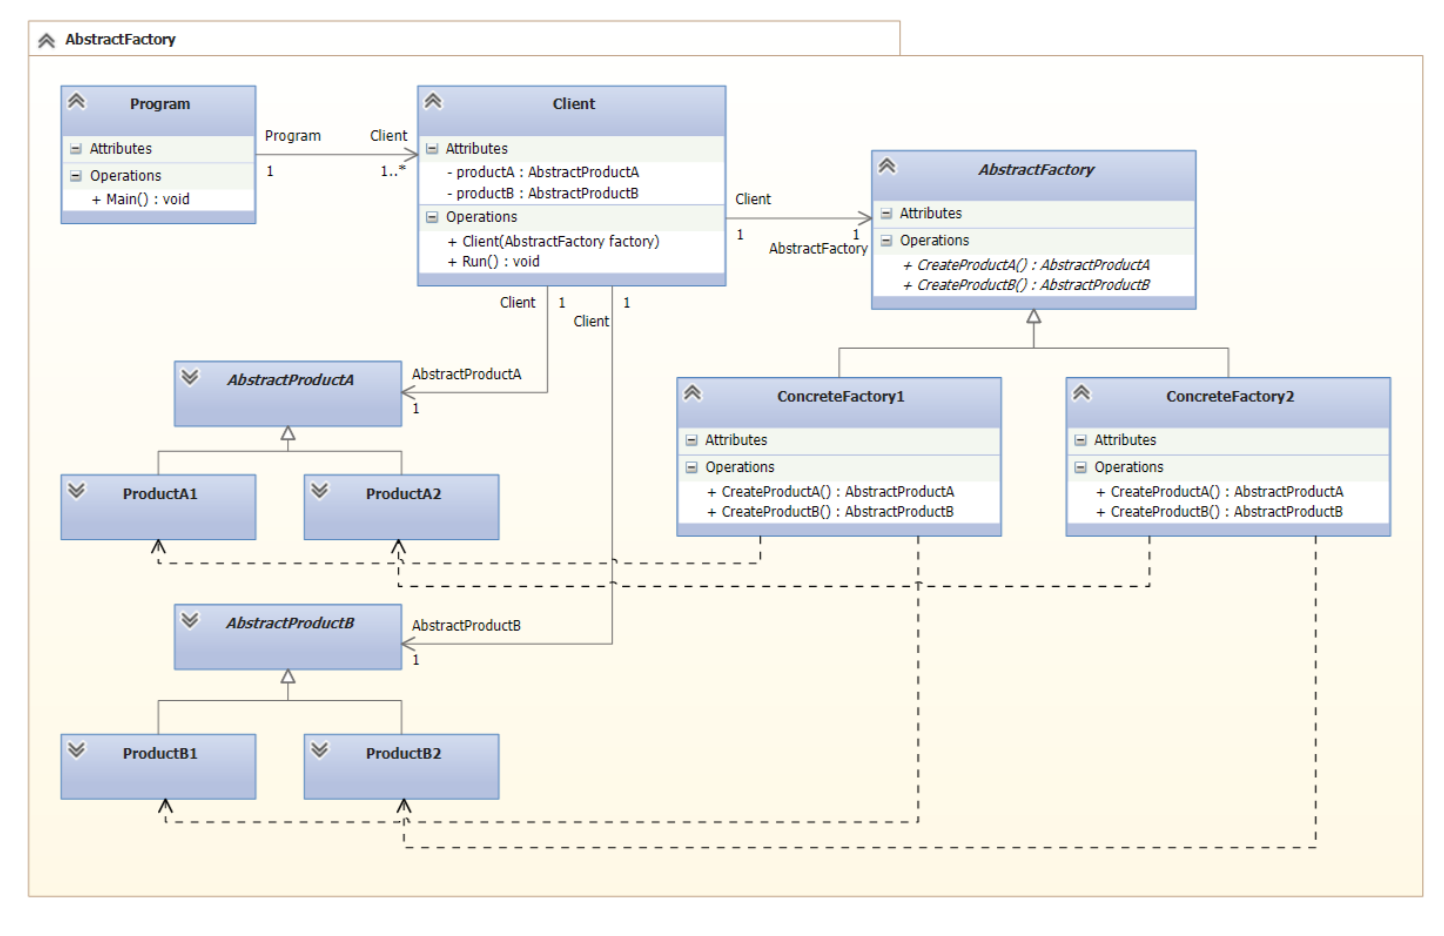 AbstractFactory
Program
Attributes
Operations
+ Main() : void
Program
Client
1
1..*
Client
Attributes
- productA : AbstractProductA
- productB : AbstractProductB
Operations
+ Client(AbstractFactory factory)
+ Run() : void
Client
1
1
AbstractFactory
AbstractFactory
Attributes
Operations
+ CreateProductA() : AbstractProductA
+ CreateProductB() : AbstractProductB
Client
1
1
Client
AbstractProductA
AbstractProductA
1
ProductA1
ProductA2
ConcreteFactory1
Attributes
Operations
+ CreateProductA() : AbstractProductA
+ CreateProductB() : AbstractProductB
ConcreteFactory2
Attributes
Operations
+ CreateProductA() : AbstractProductA
+ CreateProductB() : AbstractProductB
AbstractProductB
AbstractProductB
1
ProductB1
ProductB2